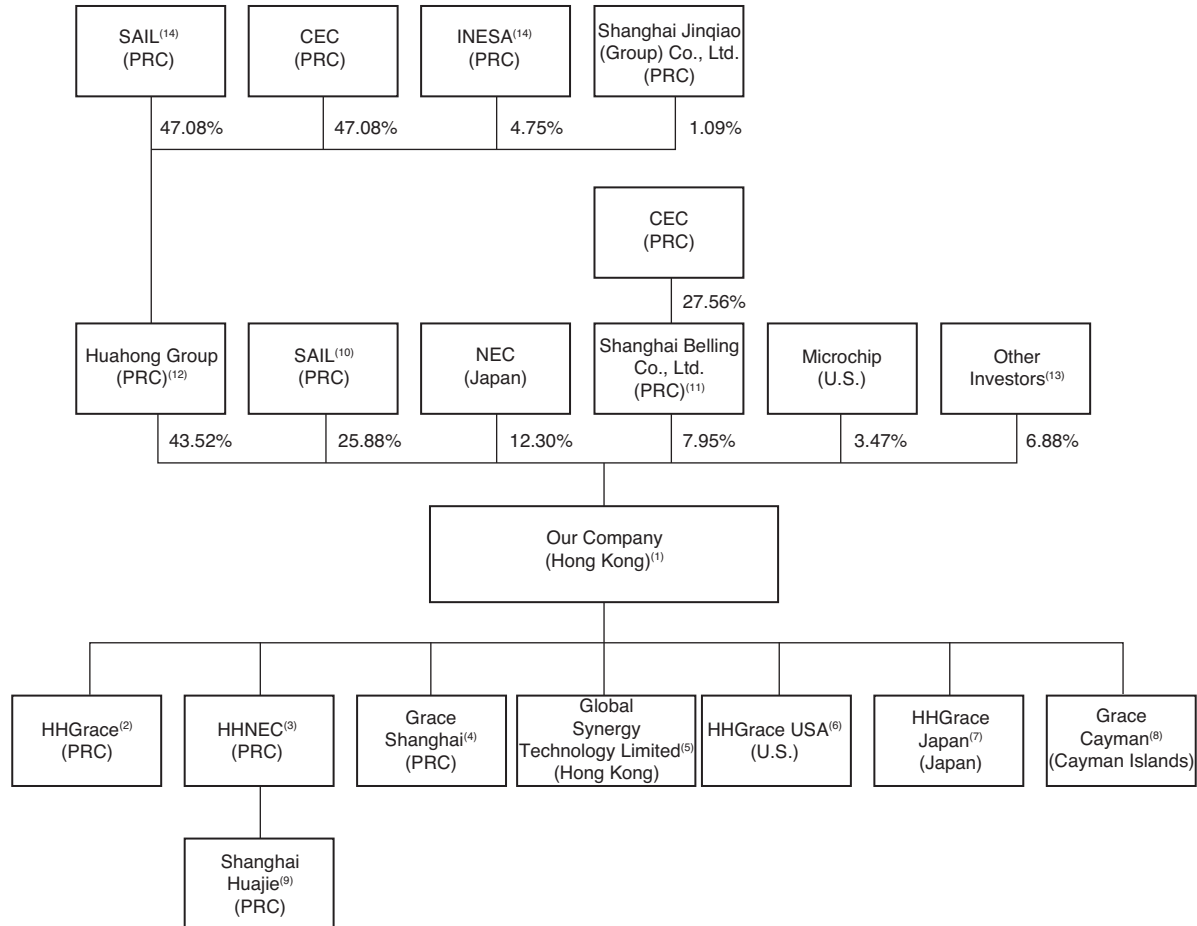 SAIL(14)
(PRC)
CEC
(PRC)
INESA(14)
(PRC)
Shanghai Jinqiao
(Group) Co., Ltd.
(PRC)
47.08%
47.08%
4.75%
1.09%
CEC
(PRC)
27.56%
Huahong Group
(PRC)(12)
SAIL(10)
(PRC)
NEC
(Japan)
Shanghai Belling
Co., Ltd.
(PRC)(11)
Microchip
(U.S.)
Other
Investors(13)
43.52%
25.88%
12.30%
7.95%
3.47%
6.88%
Our Company
(Hong Kong)(1)
HHGrace(2)
(PRC)
HHNEC(3)
(PRC)
Grace
Shanghai(4)
(PRC)
Global
Synergy
Technology Limited(5)
(Hong Kong)
HHGrace USA(6)
(U.S.)
HHGrace
Japan(7)
(Japan)
Grace
Cayman(8)
(Cayman Islands)
Shanghai
Huajie(9)
(PRC)